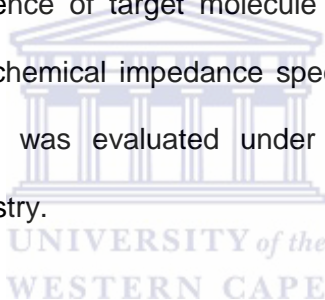 ence of target molecule
chemical impedance spec
was evaluated under
stry.
UNIVERSITY of the
WESTERN CAPE